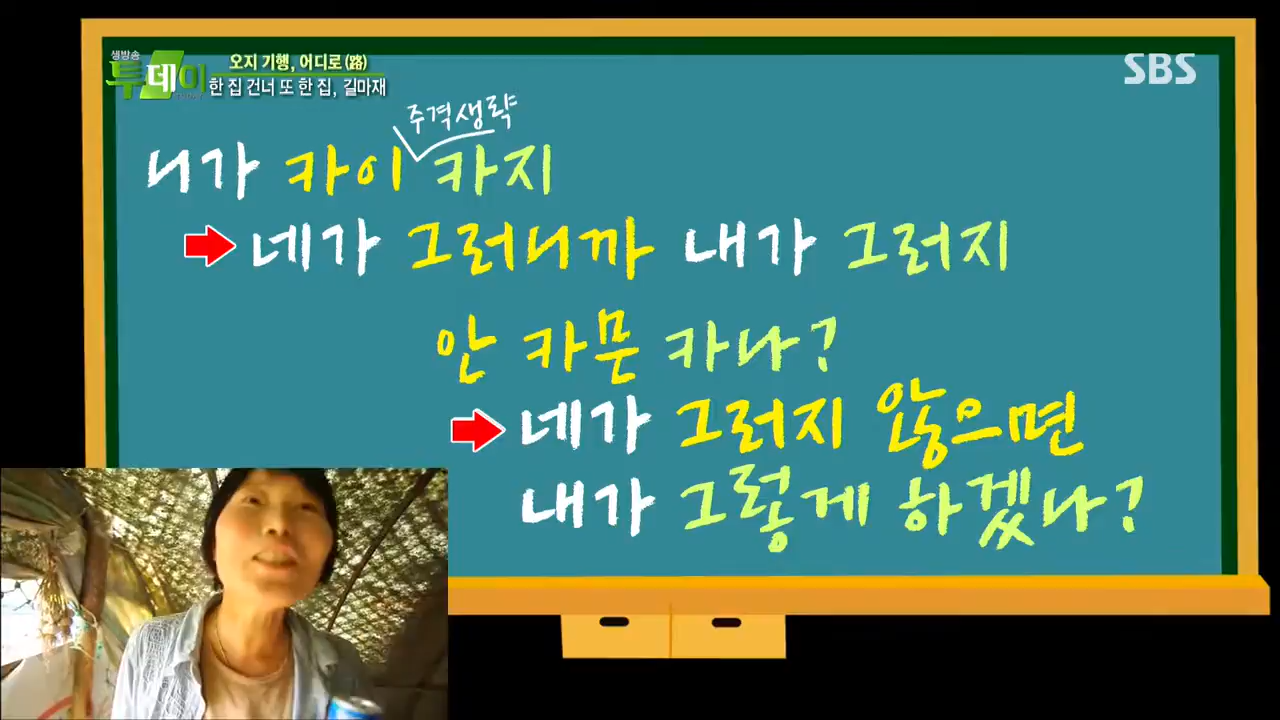 생방송
투데이
오지 기행, 어디로(路)
한 집 건너 또 한 집, 길마재
SBS
주격생략
니가 카이 카지
네가 그러니까 내가 그러지
안 카믄 카나?
네가 그러지 않으면
내가 그렇게 하겠나?